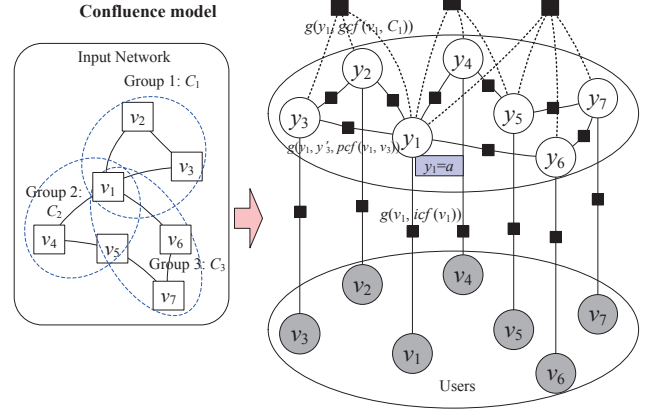 Confluence model
Input Network
Group 1: C₁
v₂
v₃
v₁
Group 2:
C₂
v₄
v₅
v₆
Group 3: C₃
v₇
g(y₁, gcf (v₁, C₁))
y₂
y₄
y₃
y₅
y₇
y₁
g(y₁, y'₃, pcf (v₁, v₃))
y₆
y₁=a
g(v₁, icf (v₁))
v₂
v₄
v₃
v₁
v₅
v₇
v₆
Users